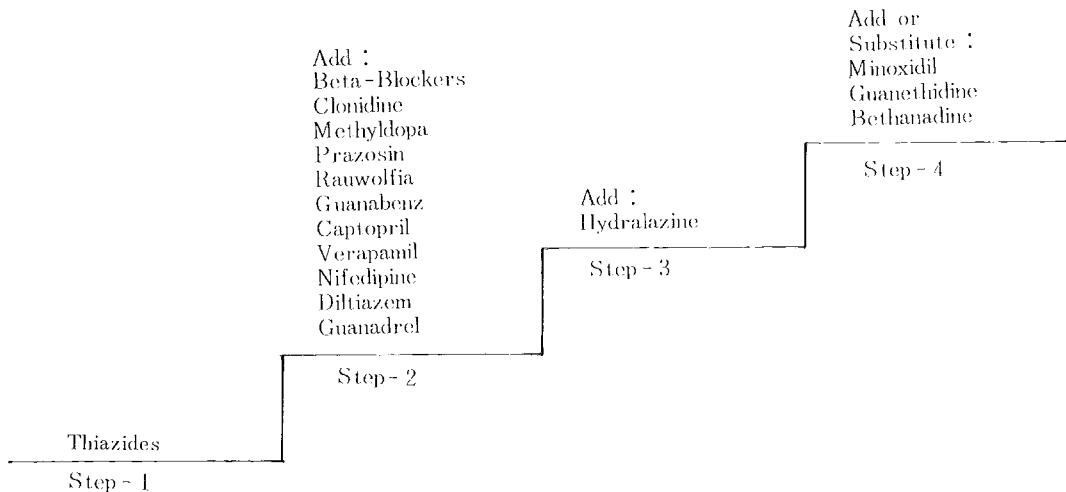 Add or
Substitute :
Minoxidil
Guanethidine
Bethanadine
Step - 4
Add :
Beta-Blockers
Clonidine
Methyldopa
Prazosin
Rauwolfia
Guanabenz
Captopril
Verapamil
Nifedipine
Diltiazem
Guanadrel
Step - 2
Add :
Hydralazine
Step - 3
Thiazides
Step - 1